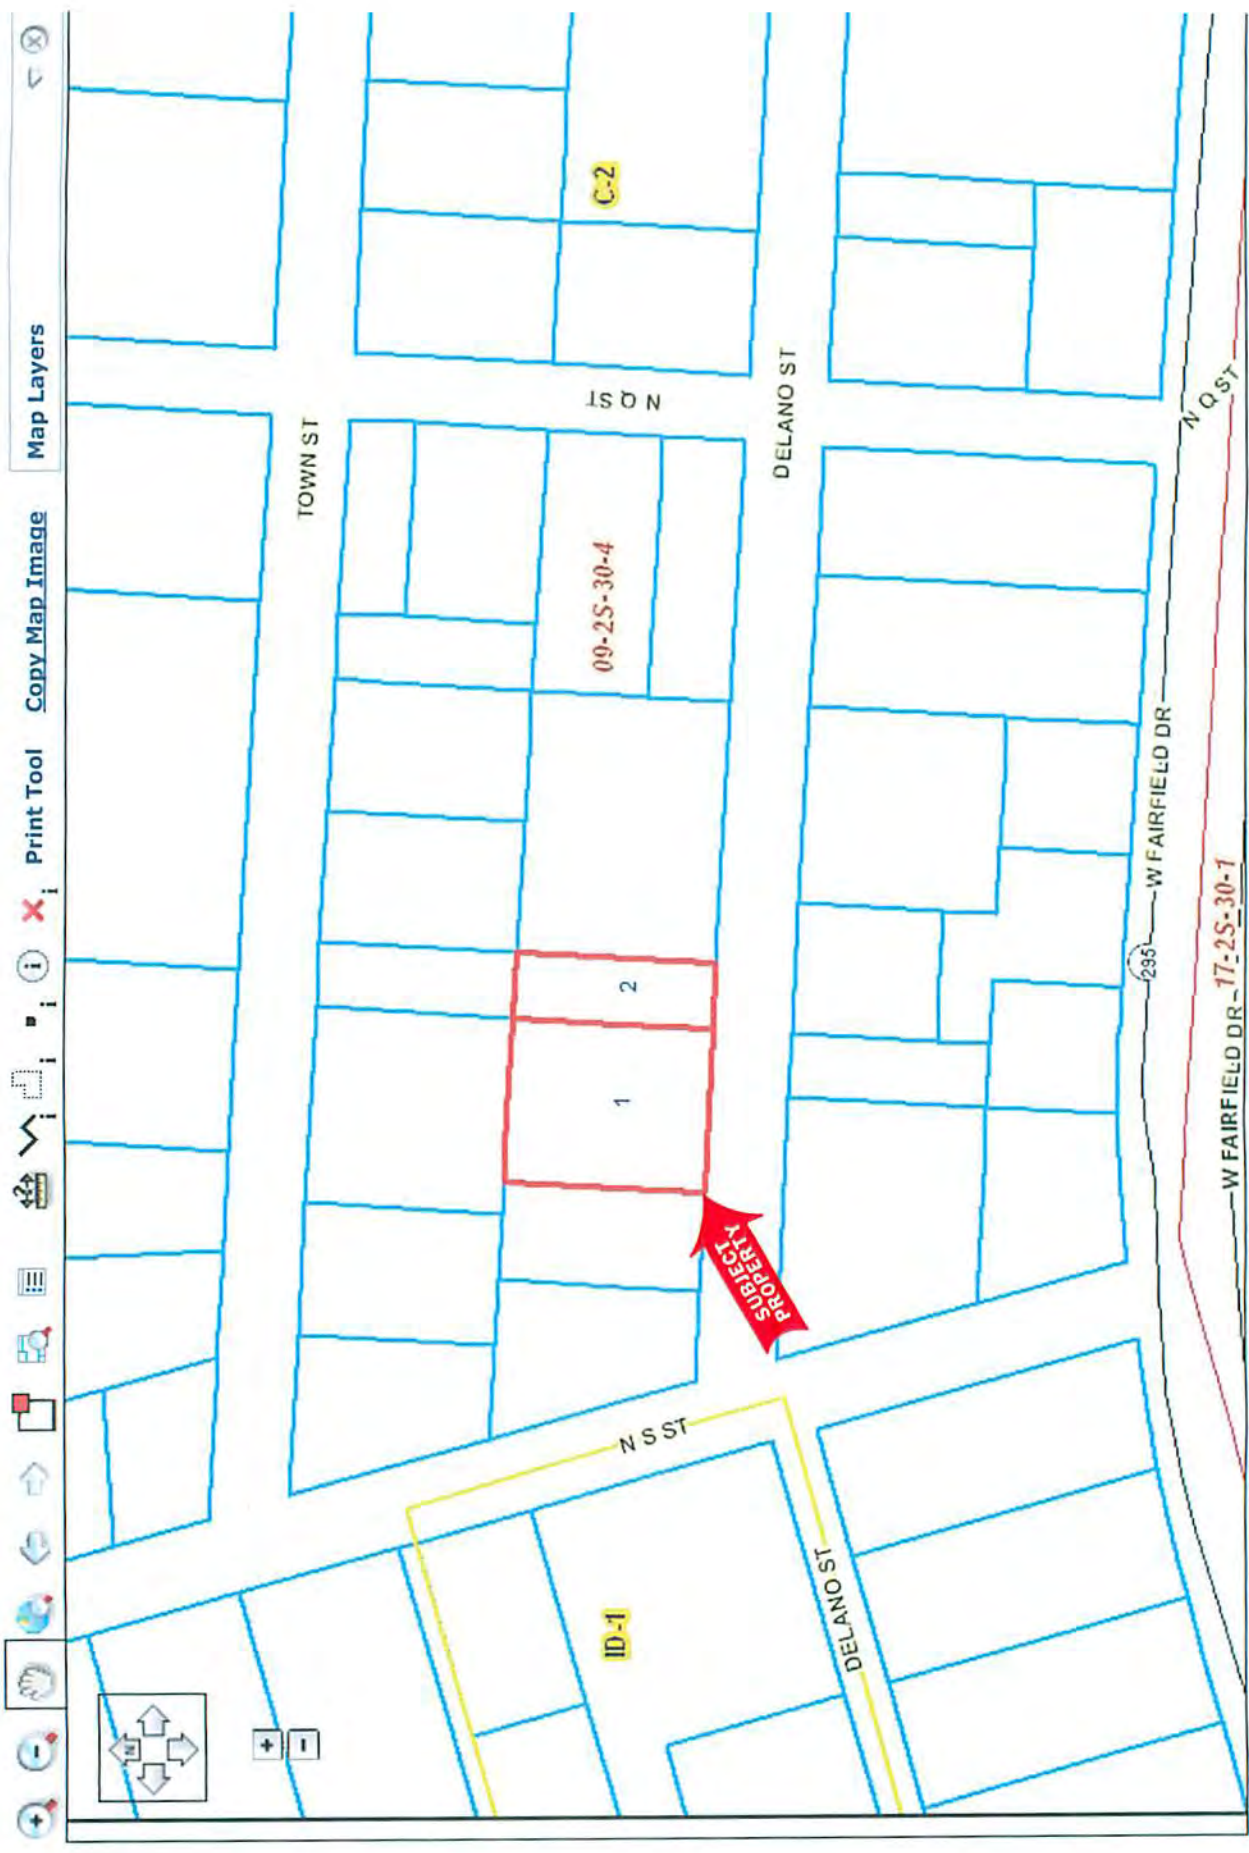 Print Tool
Copy Map Image
Map Layers
N
+
-
TOWN ST
C-2
N Q ST
DELANO ST
09-2S-30-4
1
2
SUBJECT
PROPERTY
N S ST
ID-1
DELANO ST
295
W FAIRFIELD DR
N Q ST
17-2S-30-1
W FAIRFIELD DR